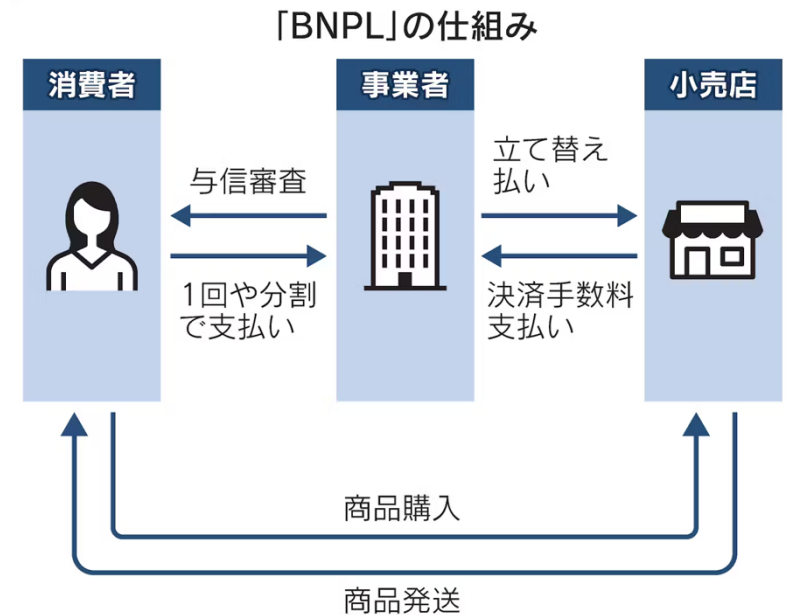 「BNPL」の仕組み
消費者
事業者
小売店
与信審査
立て替え
払い
1回や分割
で支払い
決済手数料
支払い
商品購入
商品発送